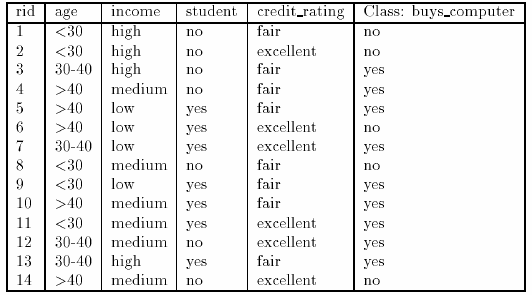 rid age income student credit_rating Class: buys_computer
1 <30 high no fair no
2 <30 high no excellent no
3 30-40 high no fair yes
4 >40 medium no fair yes
5 >40 low yes fair yes
6 >40 low yes excellent no
7 30-40 low yes excellent yes
8 <30 medium no fair no
9 <30 low yes fair yes
10 >40 medium yes fair yes
11 <30 medium yes excellent yes
12 30-40 medium no excellent yes
13 30-40 high yes fair yes
14 >40 medium no excellent no